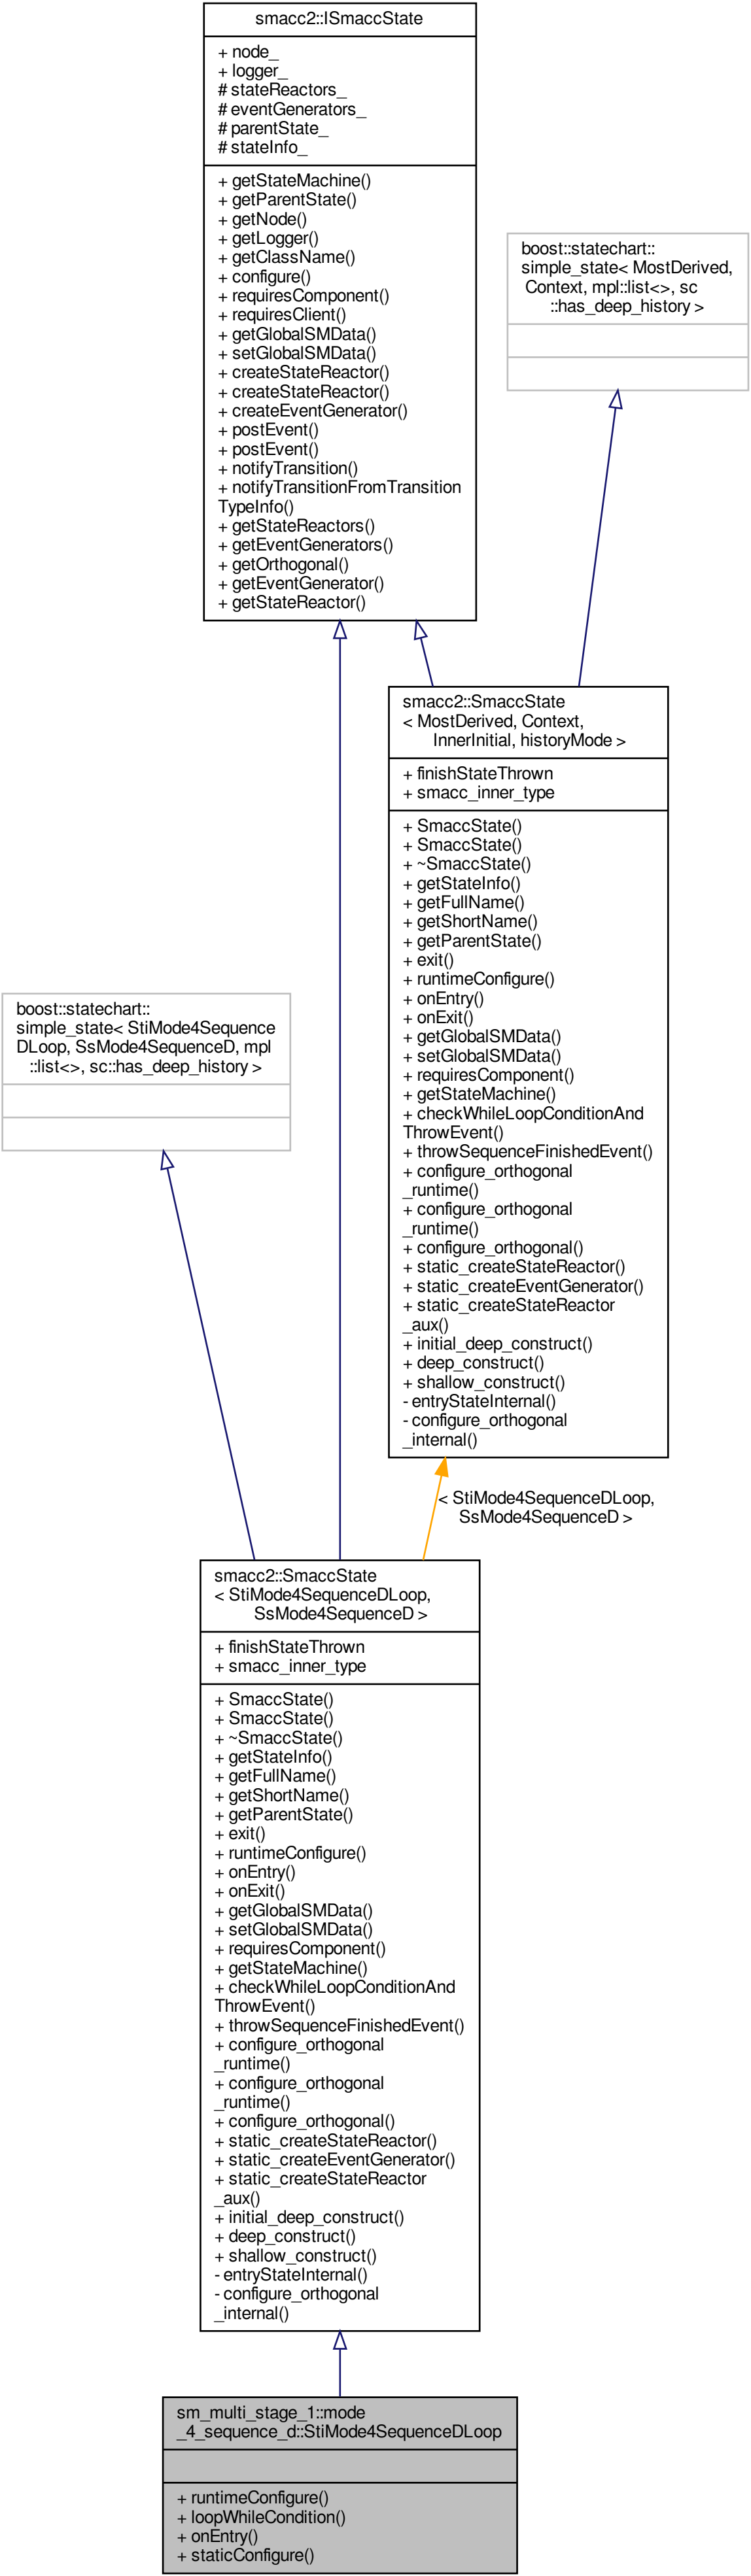 smacc2::ISmaccState
+ node_
+ logger_
# stateReactors_
# eventGenerators_
# parentState_
# stateInfo_
+ getStateMachine()
+ getParentState()
+ getNode()
+ getLogger()
+ getClassName()
+ configure()
+ requiresComponent()
+ requiresClient()
+ getGlobalSMData()
+ setGlobalSMData()
+ createStateReactor()
+ createStateReactor()
+ createEventGenerator()
+ postEvent()
+ postEvent()
+ notifyTransition()
+ notifyTransitionFromTransition
TypeInfo()
+ getStateReactors()
+ getEventGenerators()
+ getOrthogonal()
+ getEventGenerator()
+ getStateReactor()
boost::statechart::
simple_state< MostDerived,
Context, mpl::list<>, sc
::has_deep_history >
smacc2::SmaccState
< MostDerived, Context,
InnerInitial, historyMode >
+ finishStateThrown
+ smacc_inner_type
+ SmaccState()
+ SmaccState()
+ ~SmaccState()
+ getStateInfo()
+ getFullName()
+ getShortName()
+ getParentState()
+ exit()
+ runtimeConfigure()
+ onEntry()
+ onExit()
+ getGlobalSMData()
+ setGlobalSMData()
+ requiresComponent()
+ getStateMachine()
+ checkWhileLoopConditionAnd
ThrowEvent()
+ throwSequenceFinishedEvent()
+ configure_orthogonal
_runtime()
+ configure_orthogonal
_runtime()
+ configure_orthogonal()
+ static_createStateReactor()
+ static_createEventGenerator()
+ static_createStateReactor
_aux()
+ initial_deep_construct()
+ deep_construct()
+ shallow_construct()
- entryStateInternal()
- configure_orthogonal
_internal()
boost::statechart::
simple_state< StiMode4Sequence
DLoop, SsMode4SequenceD, mpl
::list<>, sc::has_deep_history >
< StiMode4SequenceDLoop,
SsMode4SequenceD >
smacc2::SmaccState
< StiMode4SequenceDLoop,
SsMode4SequenceD >
+ finishStateThrown
+ smacc_inner_type
+ SmaccState()
+ SmaccState()
+ ~SmaccState()
+ getStateInfo()
+ getFullName()
+ getShortName()
+ getParentState()
+ exit()
+ runtimeConfigure()
+ onEntry()
+ onExit()
+ getGlobalSMData()
+ setGlobalSMData()
+ requiresComponent()
+ getStateMachine()
+ checkWhileLoopConditionAnd
ThrowEvent()
+ throwSequenceFinishedEvent()
+ configure_orthogonal
_runtime()
+ configure_orthogonal
_runtime()
+ configure_orthogonal()
+ static_createStateReactor()
+ static_createEventGenerator()
+ static_createStateReactor
_aux()
+ initial_deep_construct()
+ deep_construct()
+ shallow_construct()
- entryStateInternal()
- configure_orthogonal
_internal()
sm_multi_stage_1::mode
_4_sequence_d::StiMode4SequenceDLoop
+ runtimeConfigure()
+ loopWhileCondition()
+ onEntry()
+ staticConfigure()